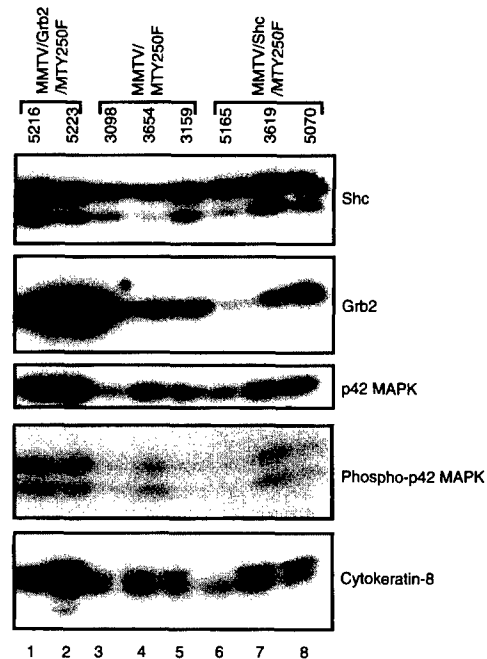 MMTV/Grb2
/MTY250F
MMTV/
MTY250F
MMTV/Shc
/MTY250F
5216
5223
3098
3654
3159
5165
3619
5070
Shc
Grb2
p42 MAPK
Phospho-p42 MAPK
Cytokeratin-8
1 2 3 4 5 6 7 8